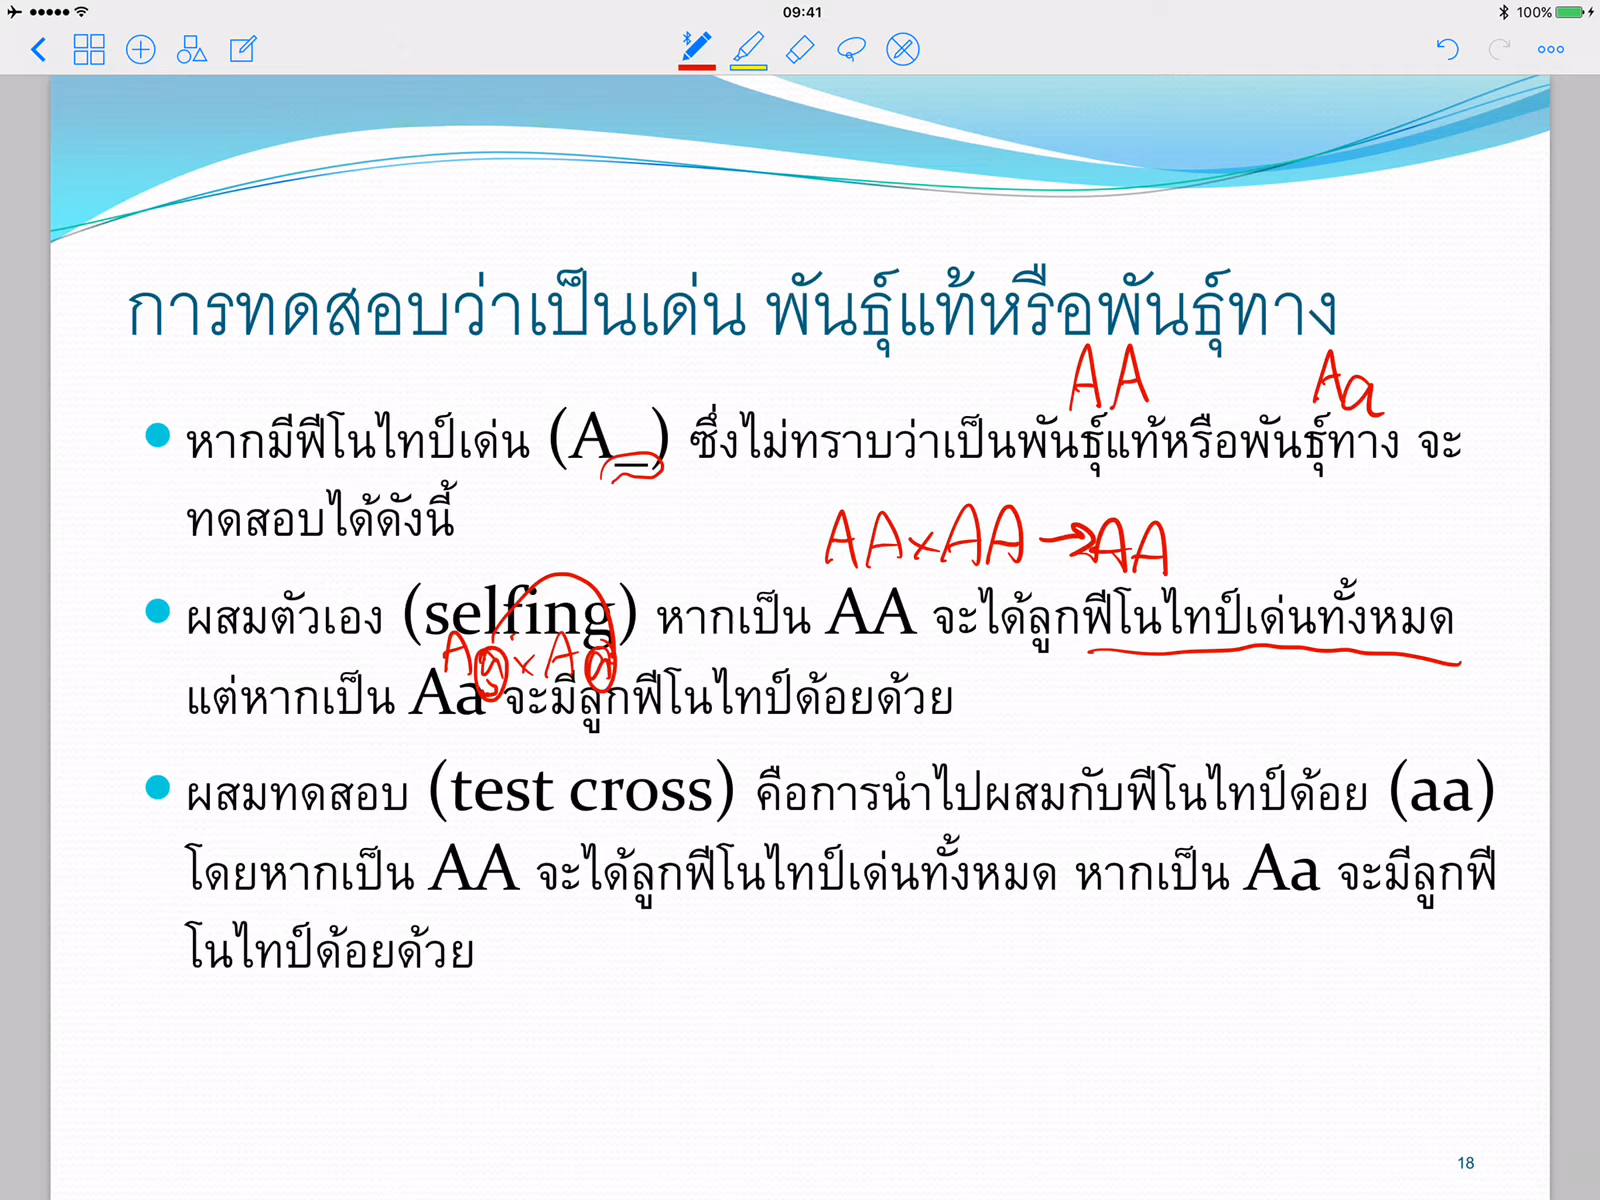 09:41
100%
การทดสอบว่าเป็นเด่น พันธุ์แท้หรือพันธุ์ทาง
AA Aa
หากมีฟีโนไทป์เด่น (A_) ซึ่งไม่ทราบว่าเป็นพันธุ์แท้หรือพันธุ์ทาง จะ
ทดสอบได้ดังนี้
AA×AA→AA
ผสมตัวเอง (selfing) หากเป็น AA จะได้ลูกฟีโนไทป์เด่นทั้งหมด
Aa×Aa
แต่หากเป็น Aa จะมีลูกฟีโนไทป์ด้อยด้วย
ผสมทดสอบ (test cross) คือการนำไปผสมกับฟีโนไทป์ด้อย (aa)
โดยหากเป็น AA จะได้ลูกฟีโนไทป์เด่นทั้งหมด หากเป็น Aa จะมีลูกฟี
โนไทป์ด้อยด้วย
18